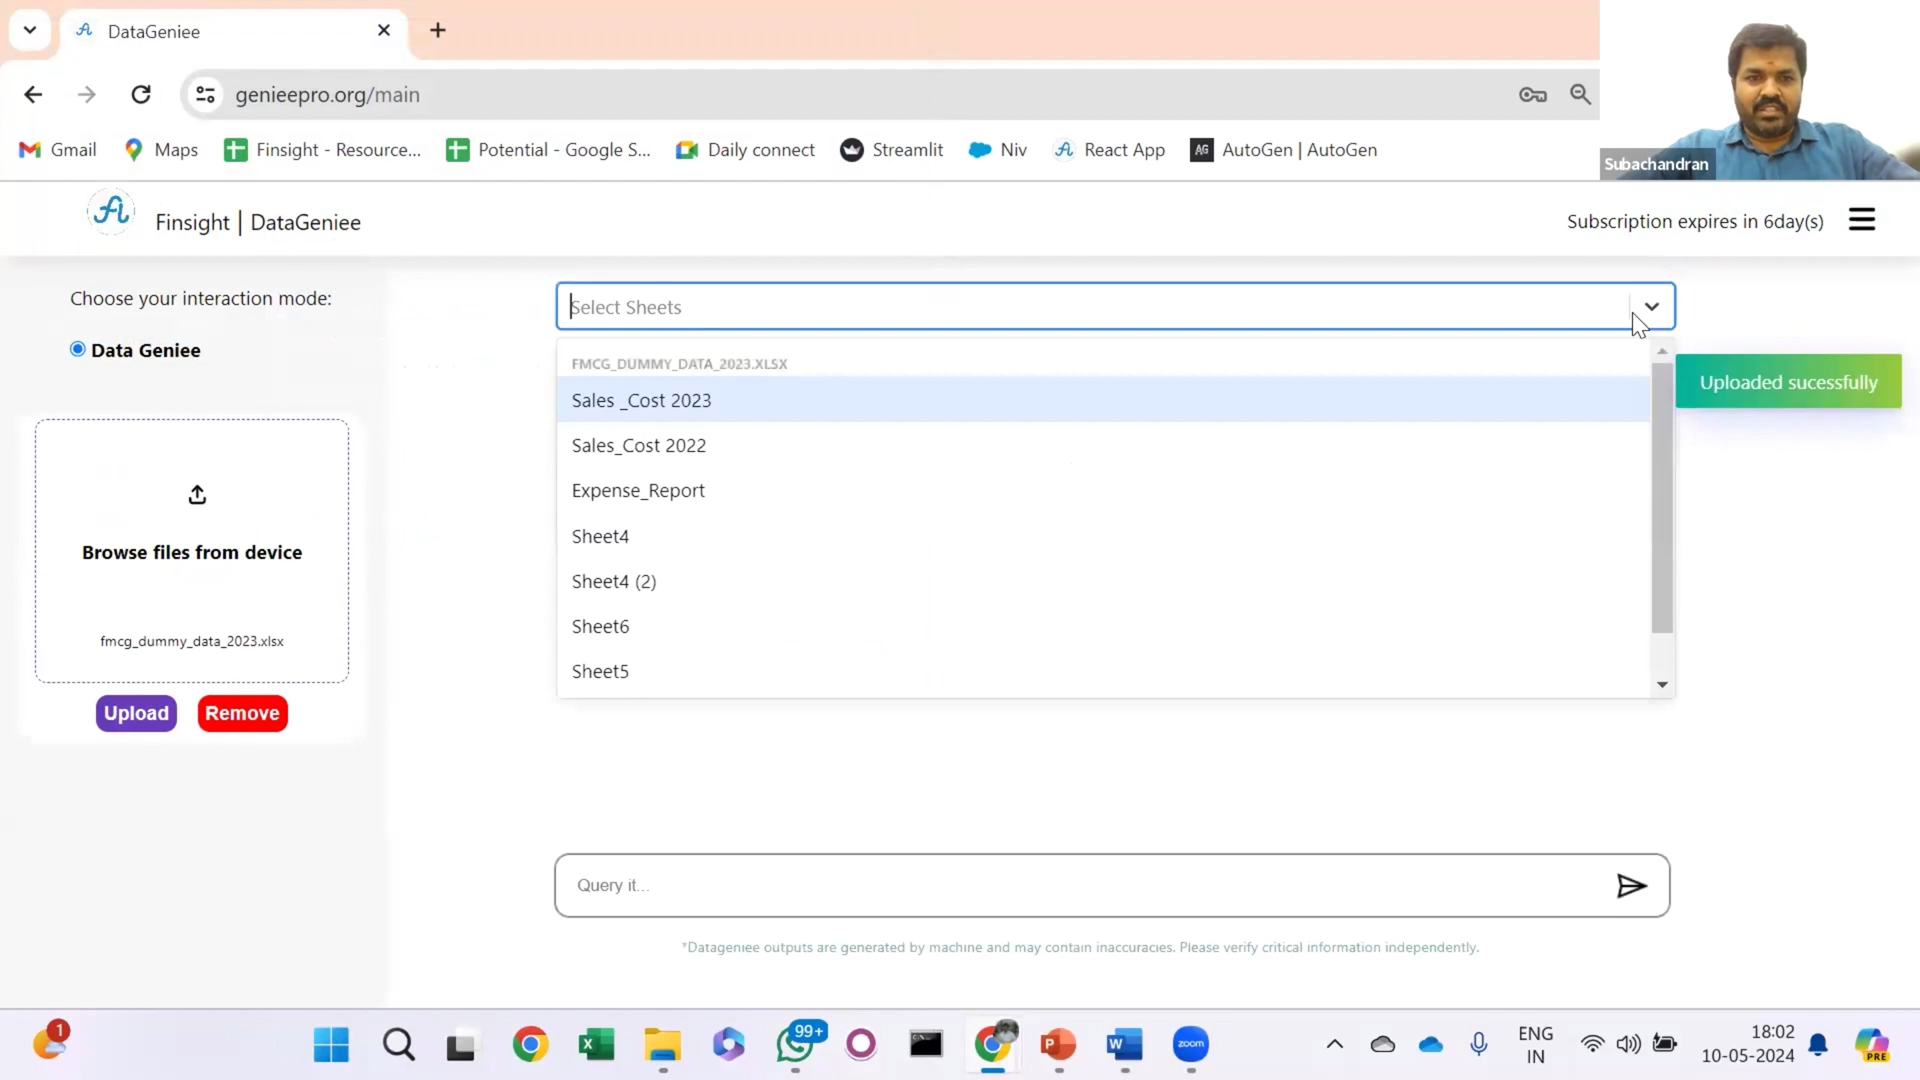 DataGeniee
genieepro.org/main
Gmail
Maps
Finsight - Resource...
Potential - Google S...
Daily connect
Streamlit
Niv
React App
AG
AutoGen | AutoGen
Subachandran
Finsight | DataGeniee
Subscription expires in 6day(s)
Choose your interaction mode:
Data Geniee
Select Sheets
FMCG_DUMMY_DATA_2023.XLSX
Sales _Cost 2023
Uploaded sucessfully
Sales_Cost 2022
Expense_Report
Sheet4
Sheet4 (2)
Sheet6
Sheet5
Browse files from device
fmcg_dummy_data_2023.xlsx
Upload
Remove
Query it...
*Datageniee outputs are generated by machine and may contain inaccuracies. Please verify critical information independently.
1
99+
zoom
ENG
IN
18:02
10-05-2024
PRE